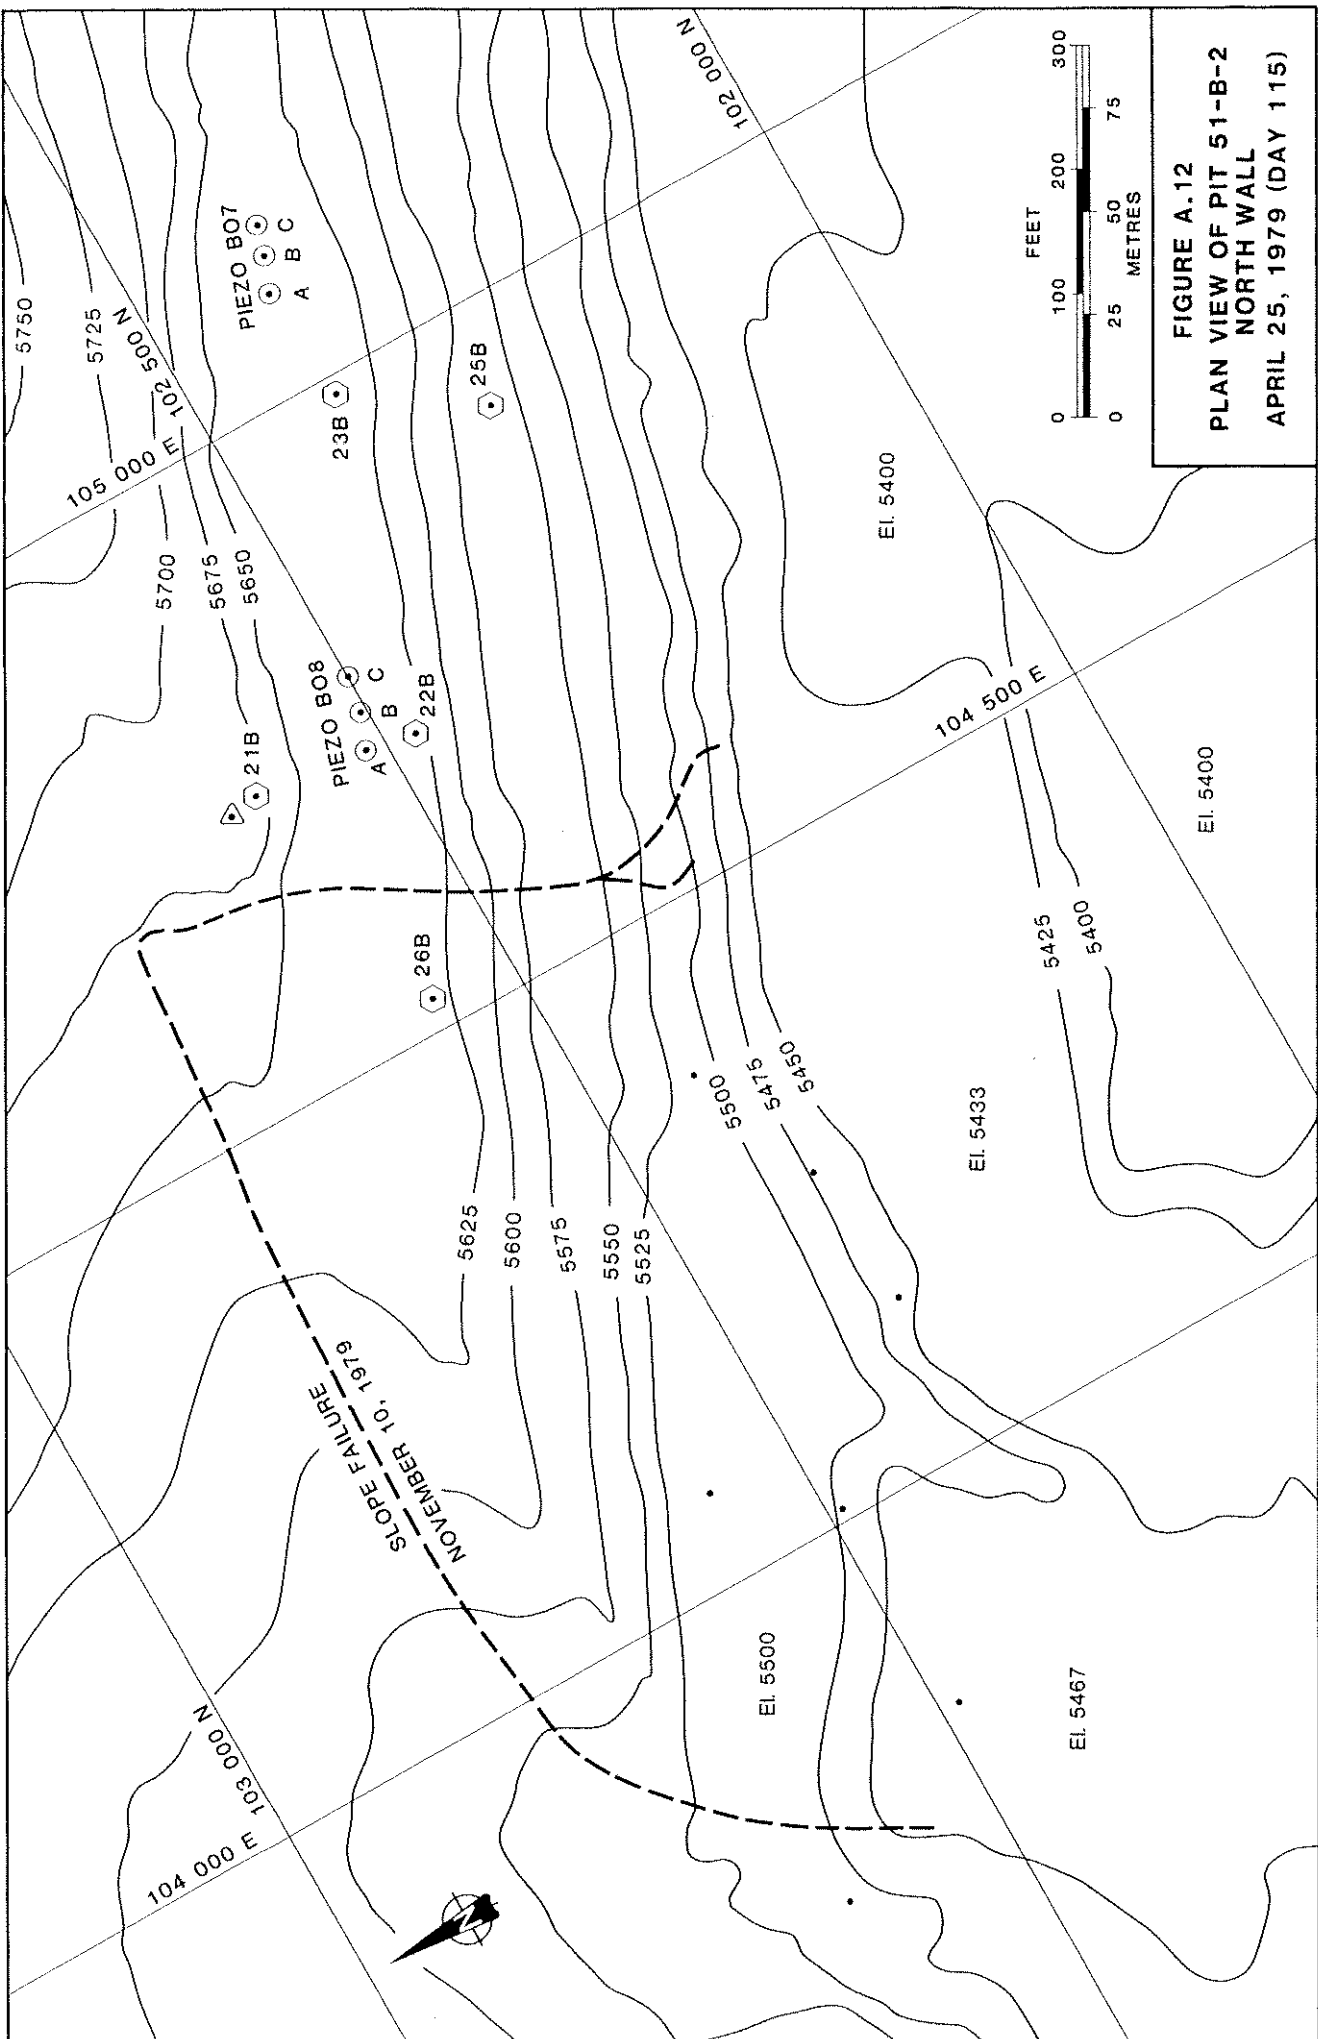 5750
5725
102 500 N
105 000 E
5700
5675
5650
PIEZO BO7
A
B
C
23B
25B
102 000 N
PIEZO BO8
A
B
C
22B
21B
26B
104 500 E
El. 5400
5425
5400
El. 5400
5500
5475
5450
El. 5433
5625
5600
5575
5550
5525
SLOPE FAILURE
NOVEMBER 10, 1979
103 000 N
104 000 E
El. 5500
El. 5467
N
FEET
0 100 200 300
0 25 50 75
METRES
FIGURE A.12
PLAN VIEW OF PIT 51-B-2
NORTH WALL
APRIL 25, 1979 (DAY 115)